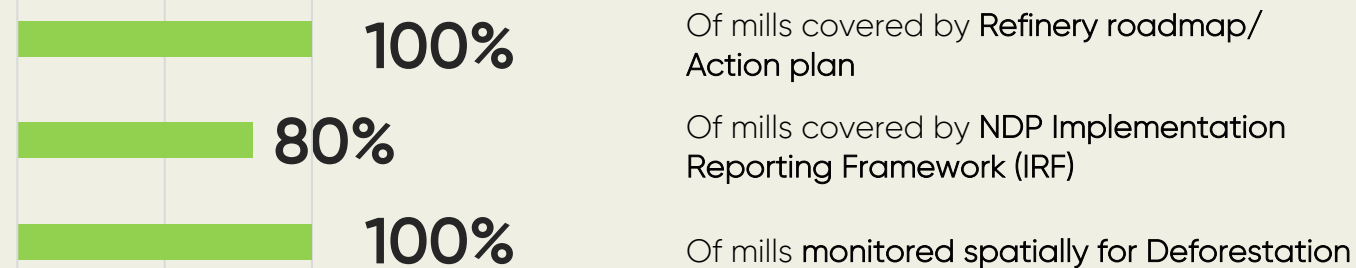 100%
Of mills covered by Refinery roadmap/
Action plan
80%
Of mills covered by NDP Implementation
Reporting Framework (IRF)
100%
Of mills monitored spatially for Deforestation